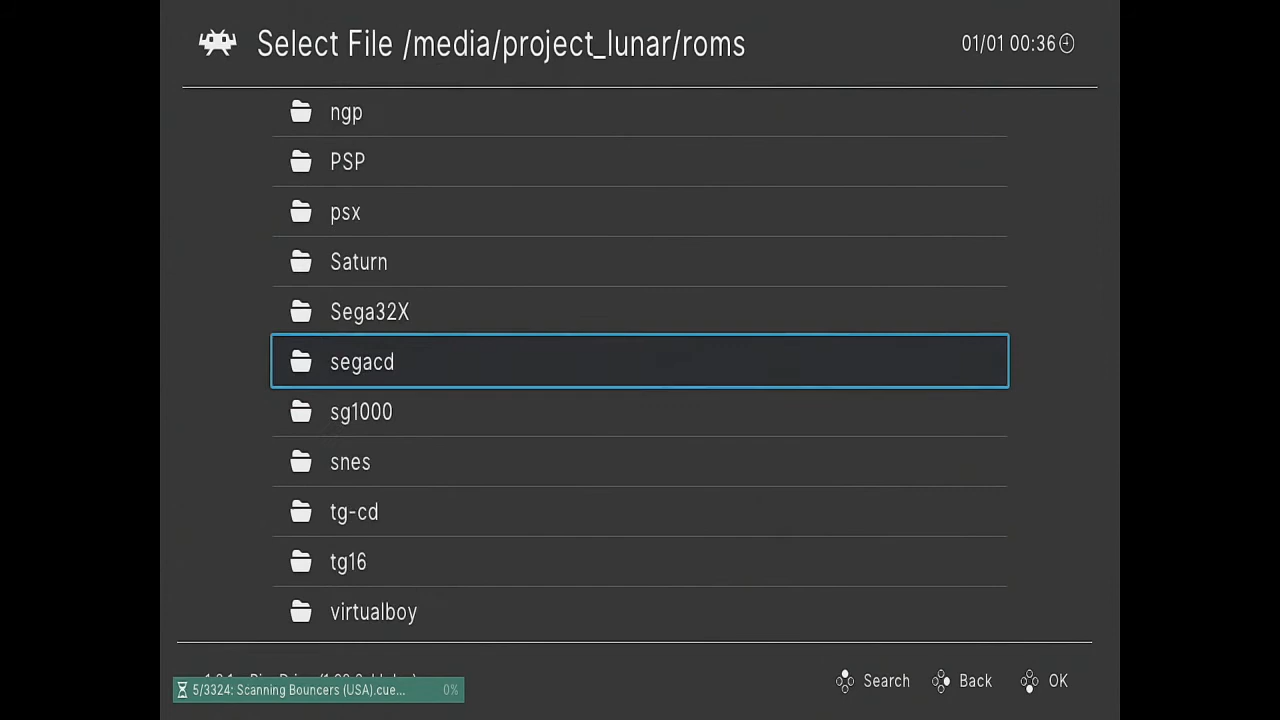 Select File /media/project_lunar/roms
01/01 00:36
ngp
PSP
psx
Saturn
Sega32X
segacd
sg1000
snes
tg-cd
tg16
virtualboy
5/3324: Scanning Bouncers (USA).cue... 0%
Search Back OK